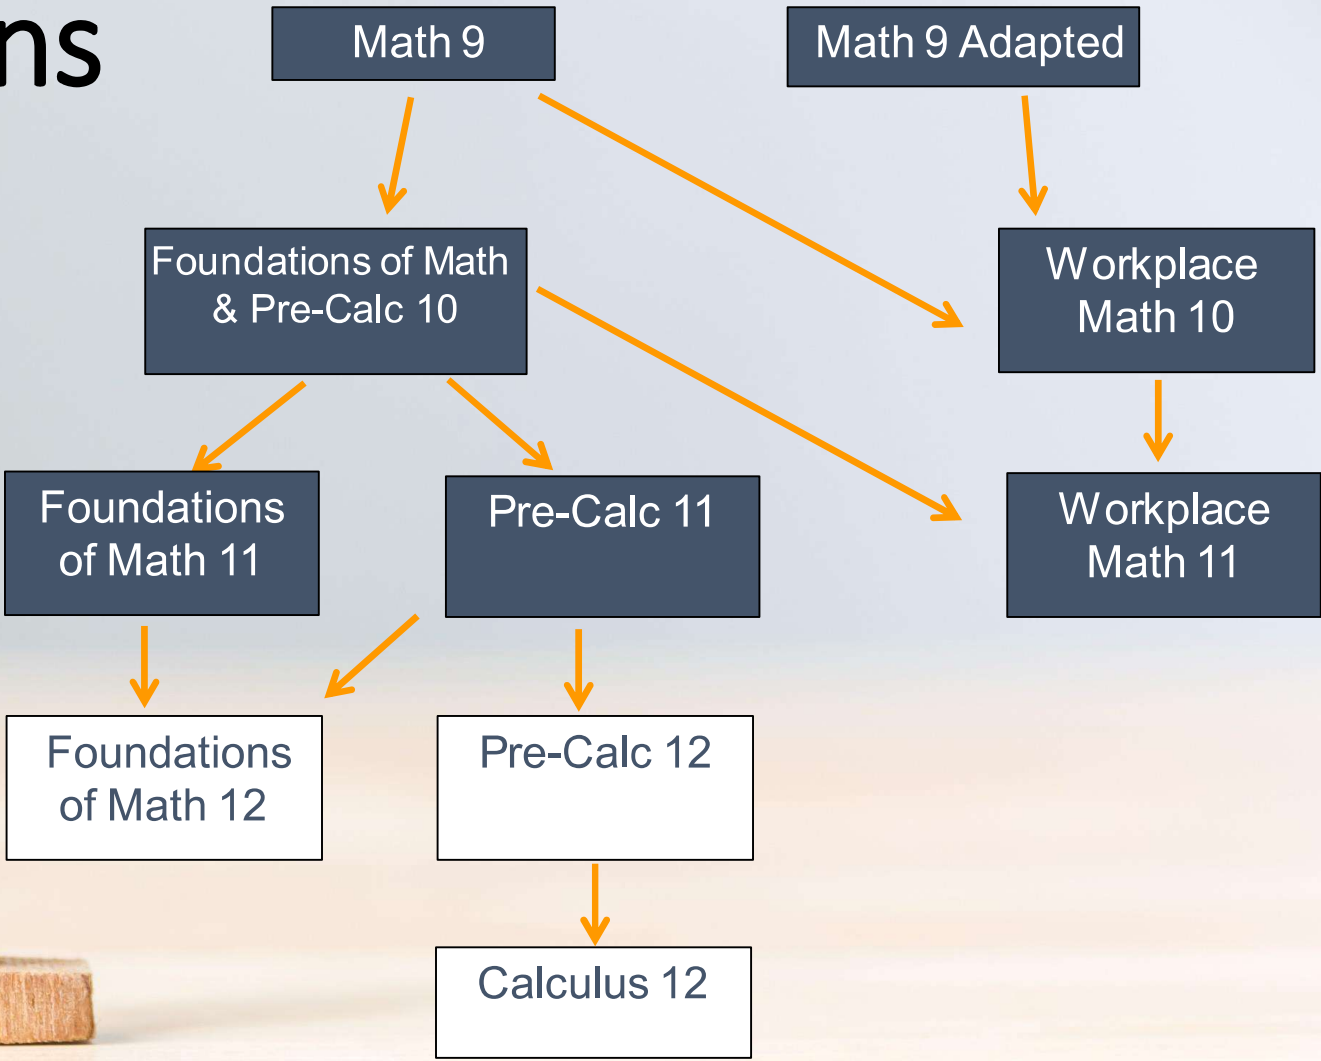 ns
Math 9
Math 9 Adapted
Foundations of Math
& Pre-Calc 10
Workplace
Math 10
Foundations
of Math 11
Pre-Calc 11
Workplace
Math 11
Foundations
of Math 12
Pre-Calc 12
Calculus 12